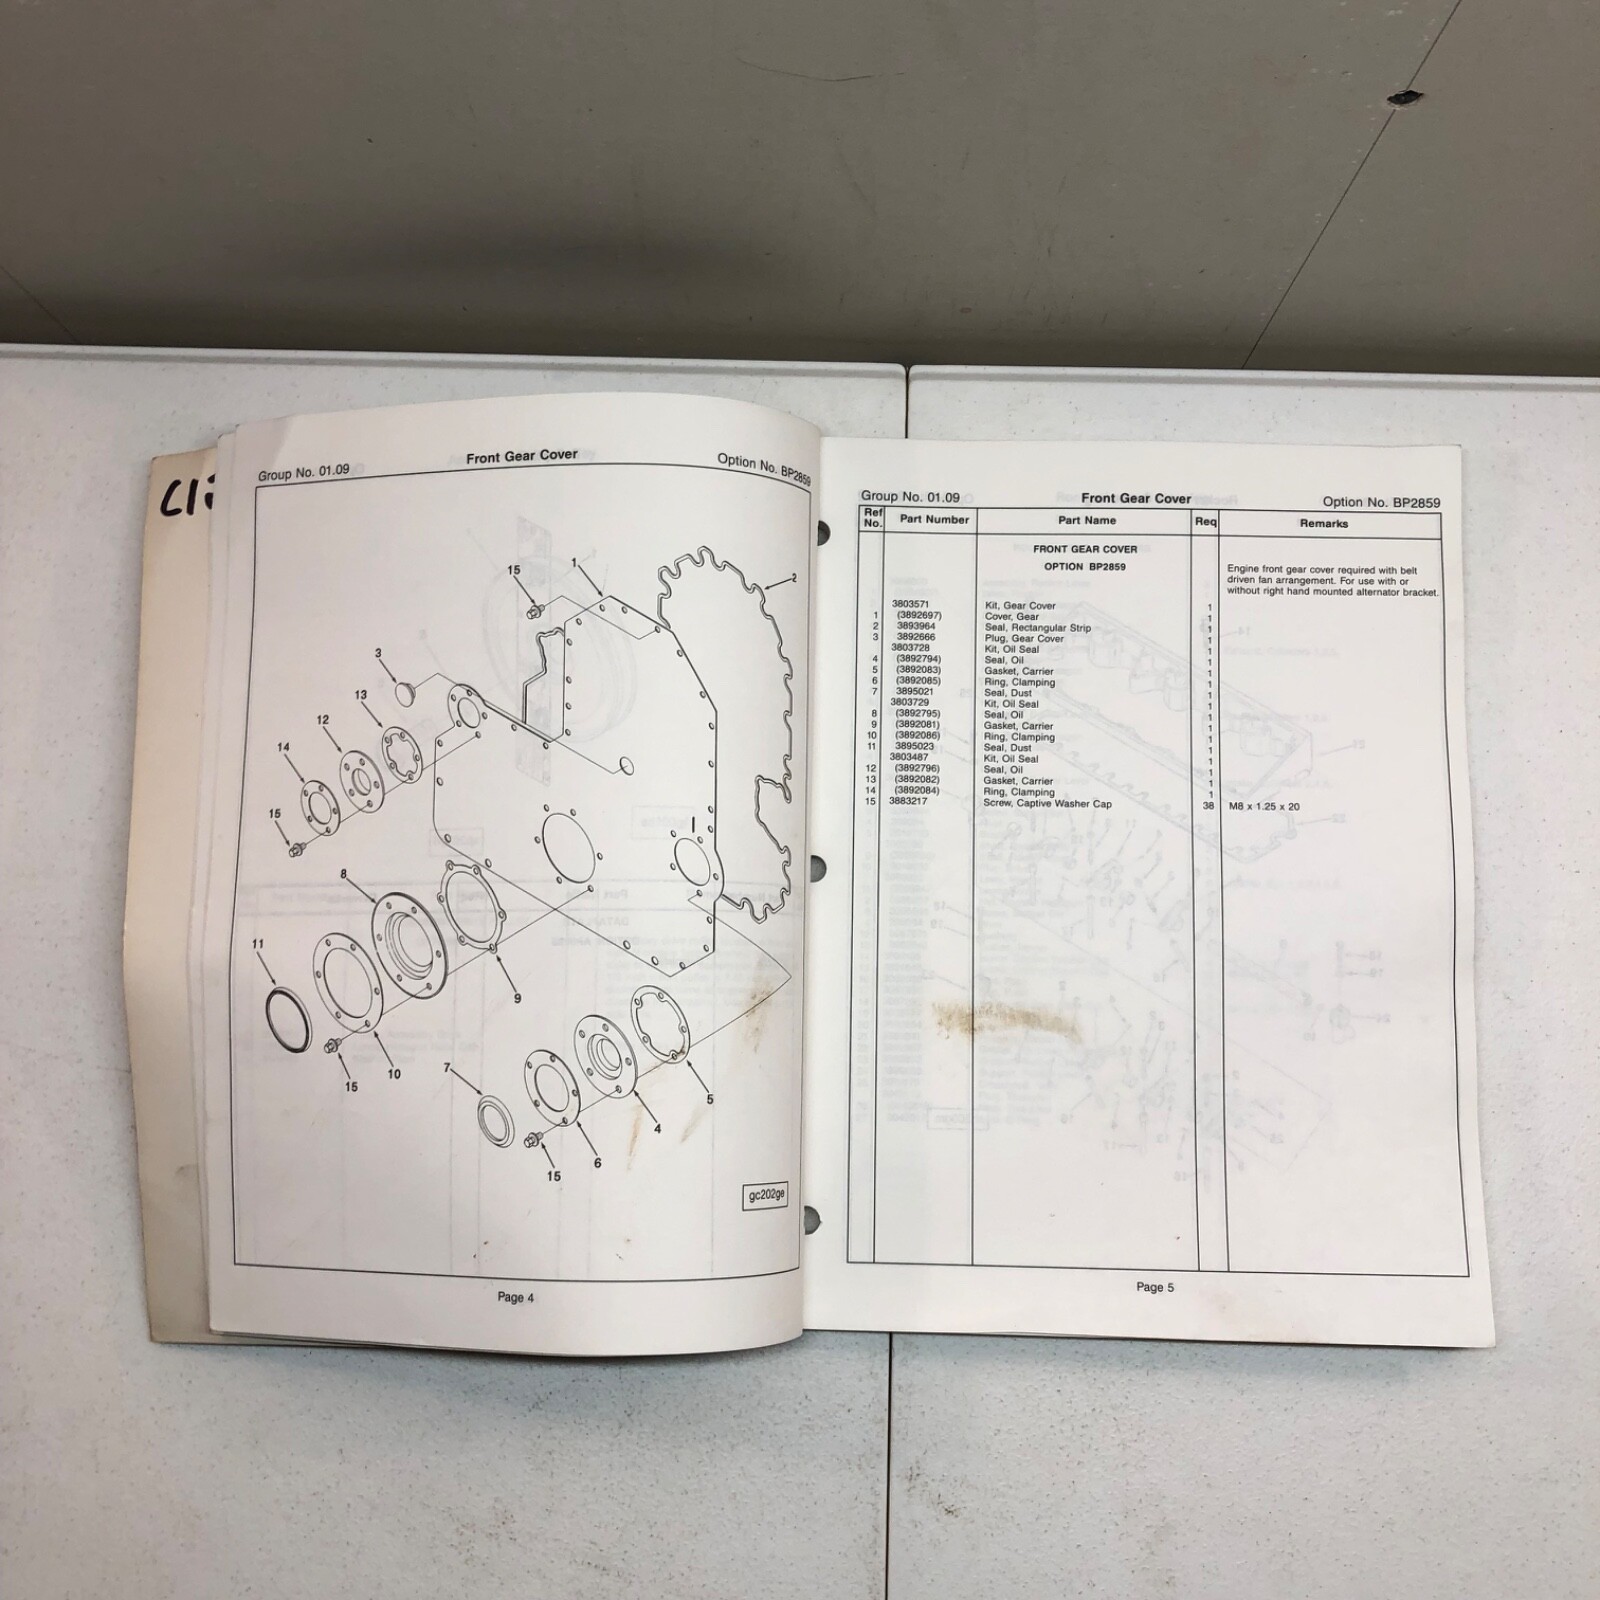 Group No. 01.09 Front Gear Cover Option No. BP2859
15
1
2
3
13
12
14
15
8
11
9
10
15
7
5
4
6
15
gc202ge
Page 4
Group No. 01.09 Front Gear Cover Option No. BP2859
Ref No. Part Number Part Name Req Remarks
FRONT GEAR COVER
OPTION BP2859
Engine front gear cover required with belt
driven fan arrangement. For use with or
without right hand mounted alternator bracket.
3803571 Kit, Gear Cover 1
1 (3892697) Cover, Gear 1
2 3893964 Seal, Rectangular Strip 1
3 3892666 Plug, Gear Cover 1
3803728 Kit, Oil Seal 1
4 (3892794) Seal, Oil 1
5 (3892083) Gasket, Carrier 1
6 (3892085) Ring, Clamping 1
7 3895021 Seal, Dust 1
3803729 Kit, Oil Seal 1
8 (3892795) Seal, Oil 1
9 (3892081) Gasket, Carrier 1
10 (3892086) Ring, Clamping 1
11 3895023 Seal, Dust 1
3803487 Kit, Oil Seal 1
12 (3892796) Seal, Oil 1
13 (3892082) Gasket, Carrier 1
14 (3892084) Ring, Clamping 1
15 3883217 Screw, Captive Washer Cap 38 M8 x 1.25 x 20
Page 5